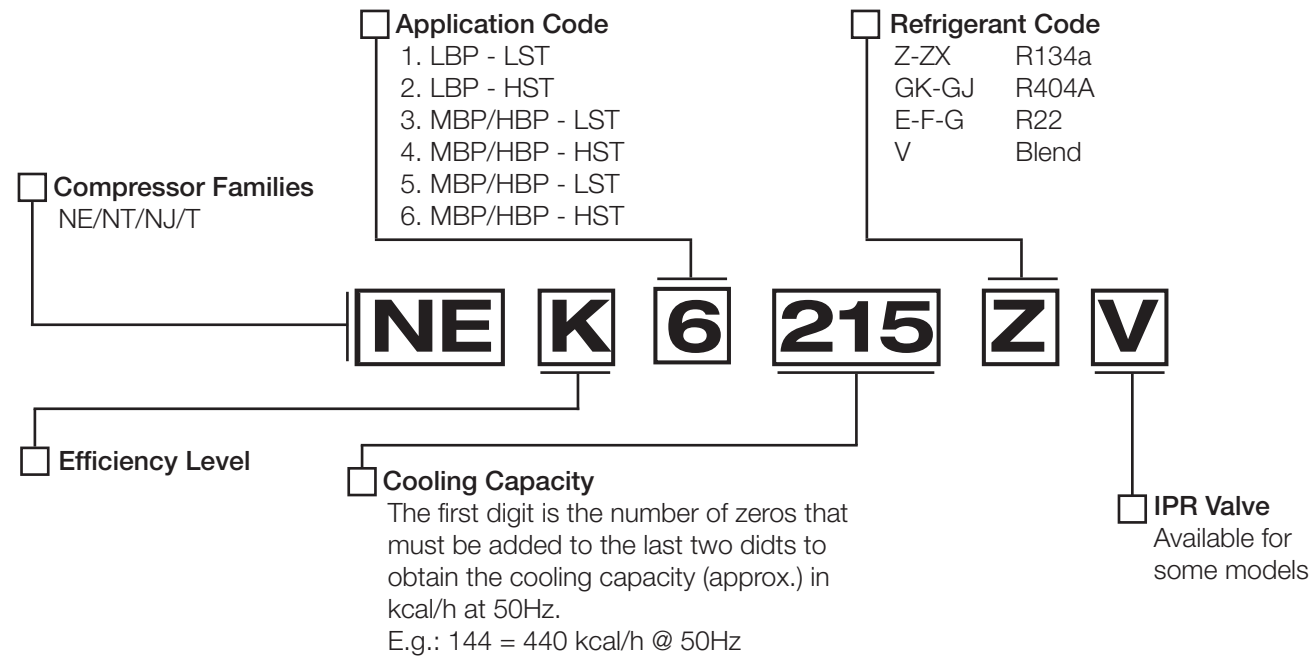 Application Code
1. LBP - LST
2. LBP - HST
3. MBP/HBP - LST
4. MBP/HBP - HST
5. MBP/HBP - LST
6. MBP/HBP - HST
Refrigerant Code
Z-ZX R134a
GK-GJ R404A
E-F-G R22
V Blend
Compressor Families
NE/NT/NJ/T
NE K 6 215 Z V
Efficiency Level
Cooling Capacity
The first digit is the number of zeros that
must be added to the last two didts to
obtain the cooling capacity (approx.) in
kcal/h at 50Hz.
E.g.: 144 = 440 kcal/h @ 50Hz
IPR Valve
Available for
some models